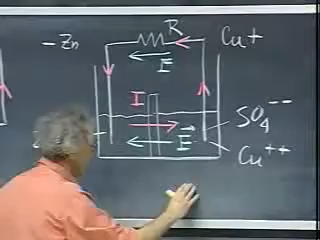 -Zn R Cu+
E
I
SO4--
E
Cu++